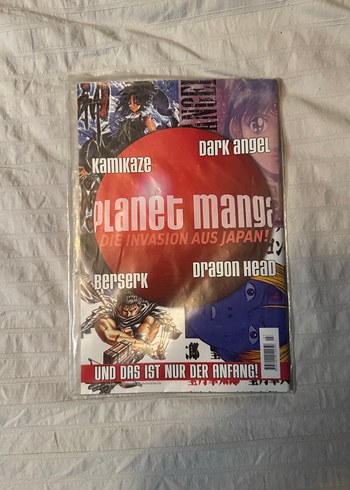 Dark Angel
Kamikaze
Planet Manga
DIE INVASION AUS JAPAN!
Berserk
Dragon Head
UND DAS IST NUR DER ANFANG!